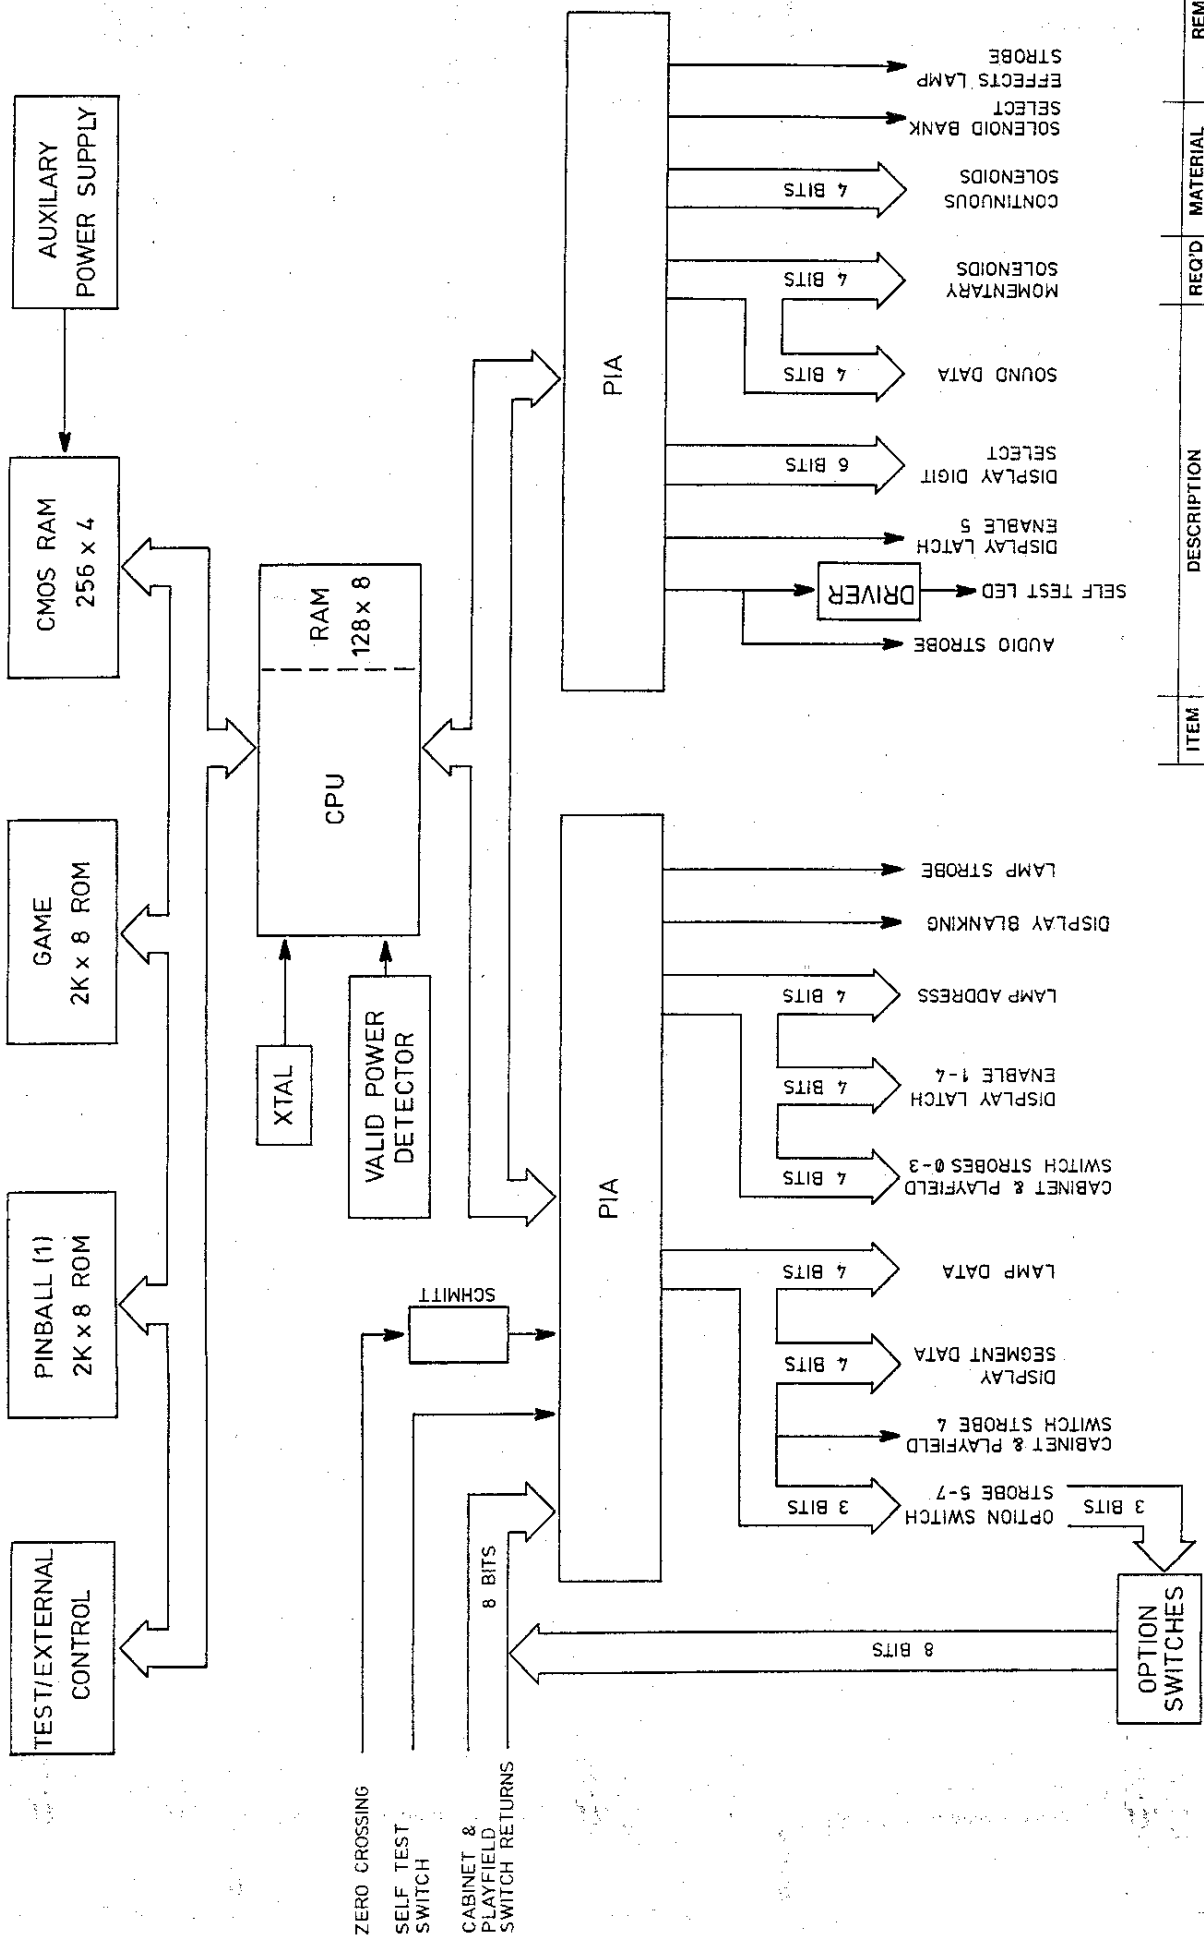 TEST/EXTERNAL
CONTROL
PINBALL (1)
2K x 8 ROM
GAME
2K x 8 ROM
CMOS RAM
256 x 4
AUXILARY
POWER SUPPLY
XTAL
VALID POWER
DETECTOR
CPU
RAM
128 x 8
ZERO CROSSING
SELF TEST
SWITCH
CABINET &
PLAYFIELD
SWITCH RETURNS
8 BITS
SCHMITT
PIA
PIA
3 BITS
4 BITS
4 BITS
4 BITS
4 BITS
4 BITS
OPTION SWITCH
STROBE 5-7
CABINET & PLAYFIELD
SWITCH STROBE 4
DISPLAY
SEGMENT DATA
LAMP DATA
CABINET & PLAYFIELD
SWITCH STROBES 0-3
DISPLAY LATCH
ENABLE 1-4
LAMP ADDRESS
DISPLAY BLANKING
LAMP STROBE
3 BITS
8 BITS
OPTION
SWITCHES
AUDIO STROBE
DRIVER
SELF TEST LED
DISPLAY LATCH
ENABLE 5
6 BITS
DISPLAY DIGIT
SELECT
4 BITS
SOUND DATA
4 BITS
MOMENTARY
SOLENOIDS
4 BITS
CONTINUOUS
SOLENOIDS
SOLENOID BANK
SELECT
EFFECTS LAMP
STROBE
ITEM
DESCRIPTION
REQ'D
MATERIAL
REM